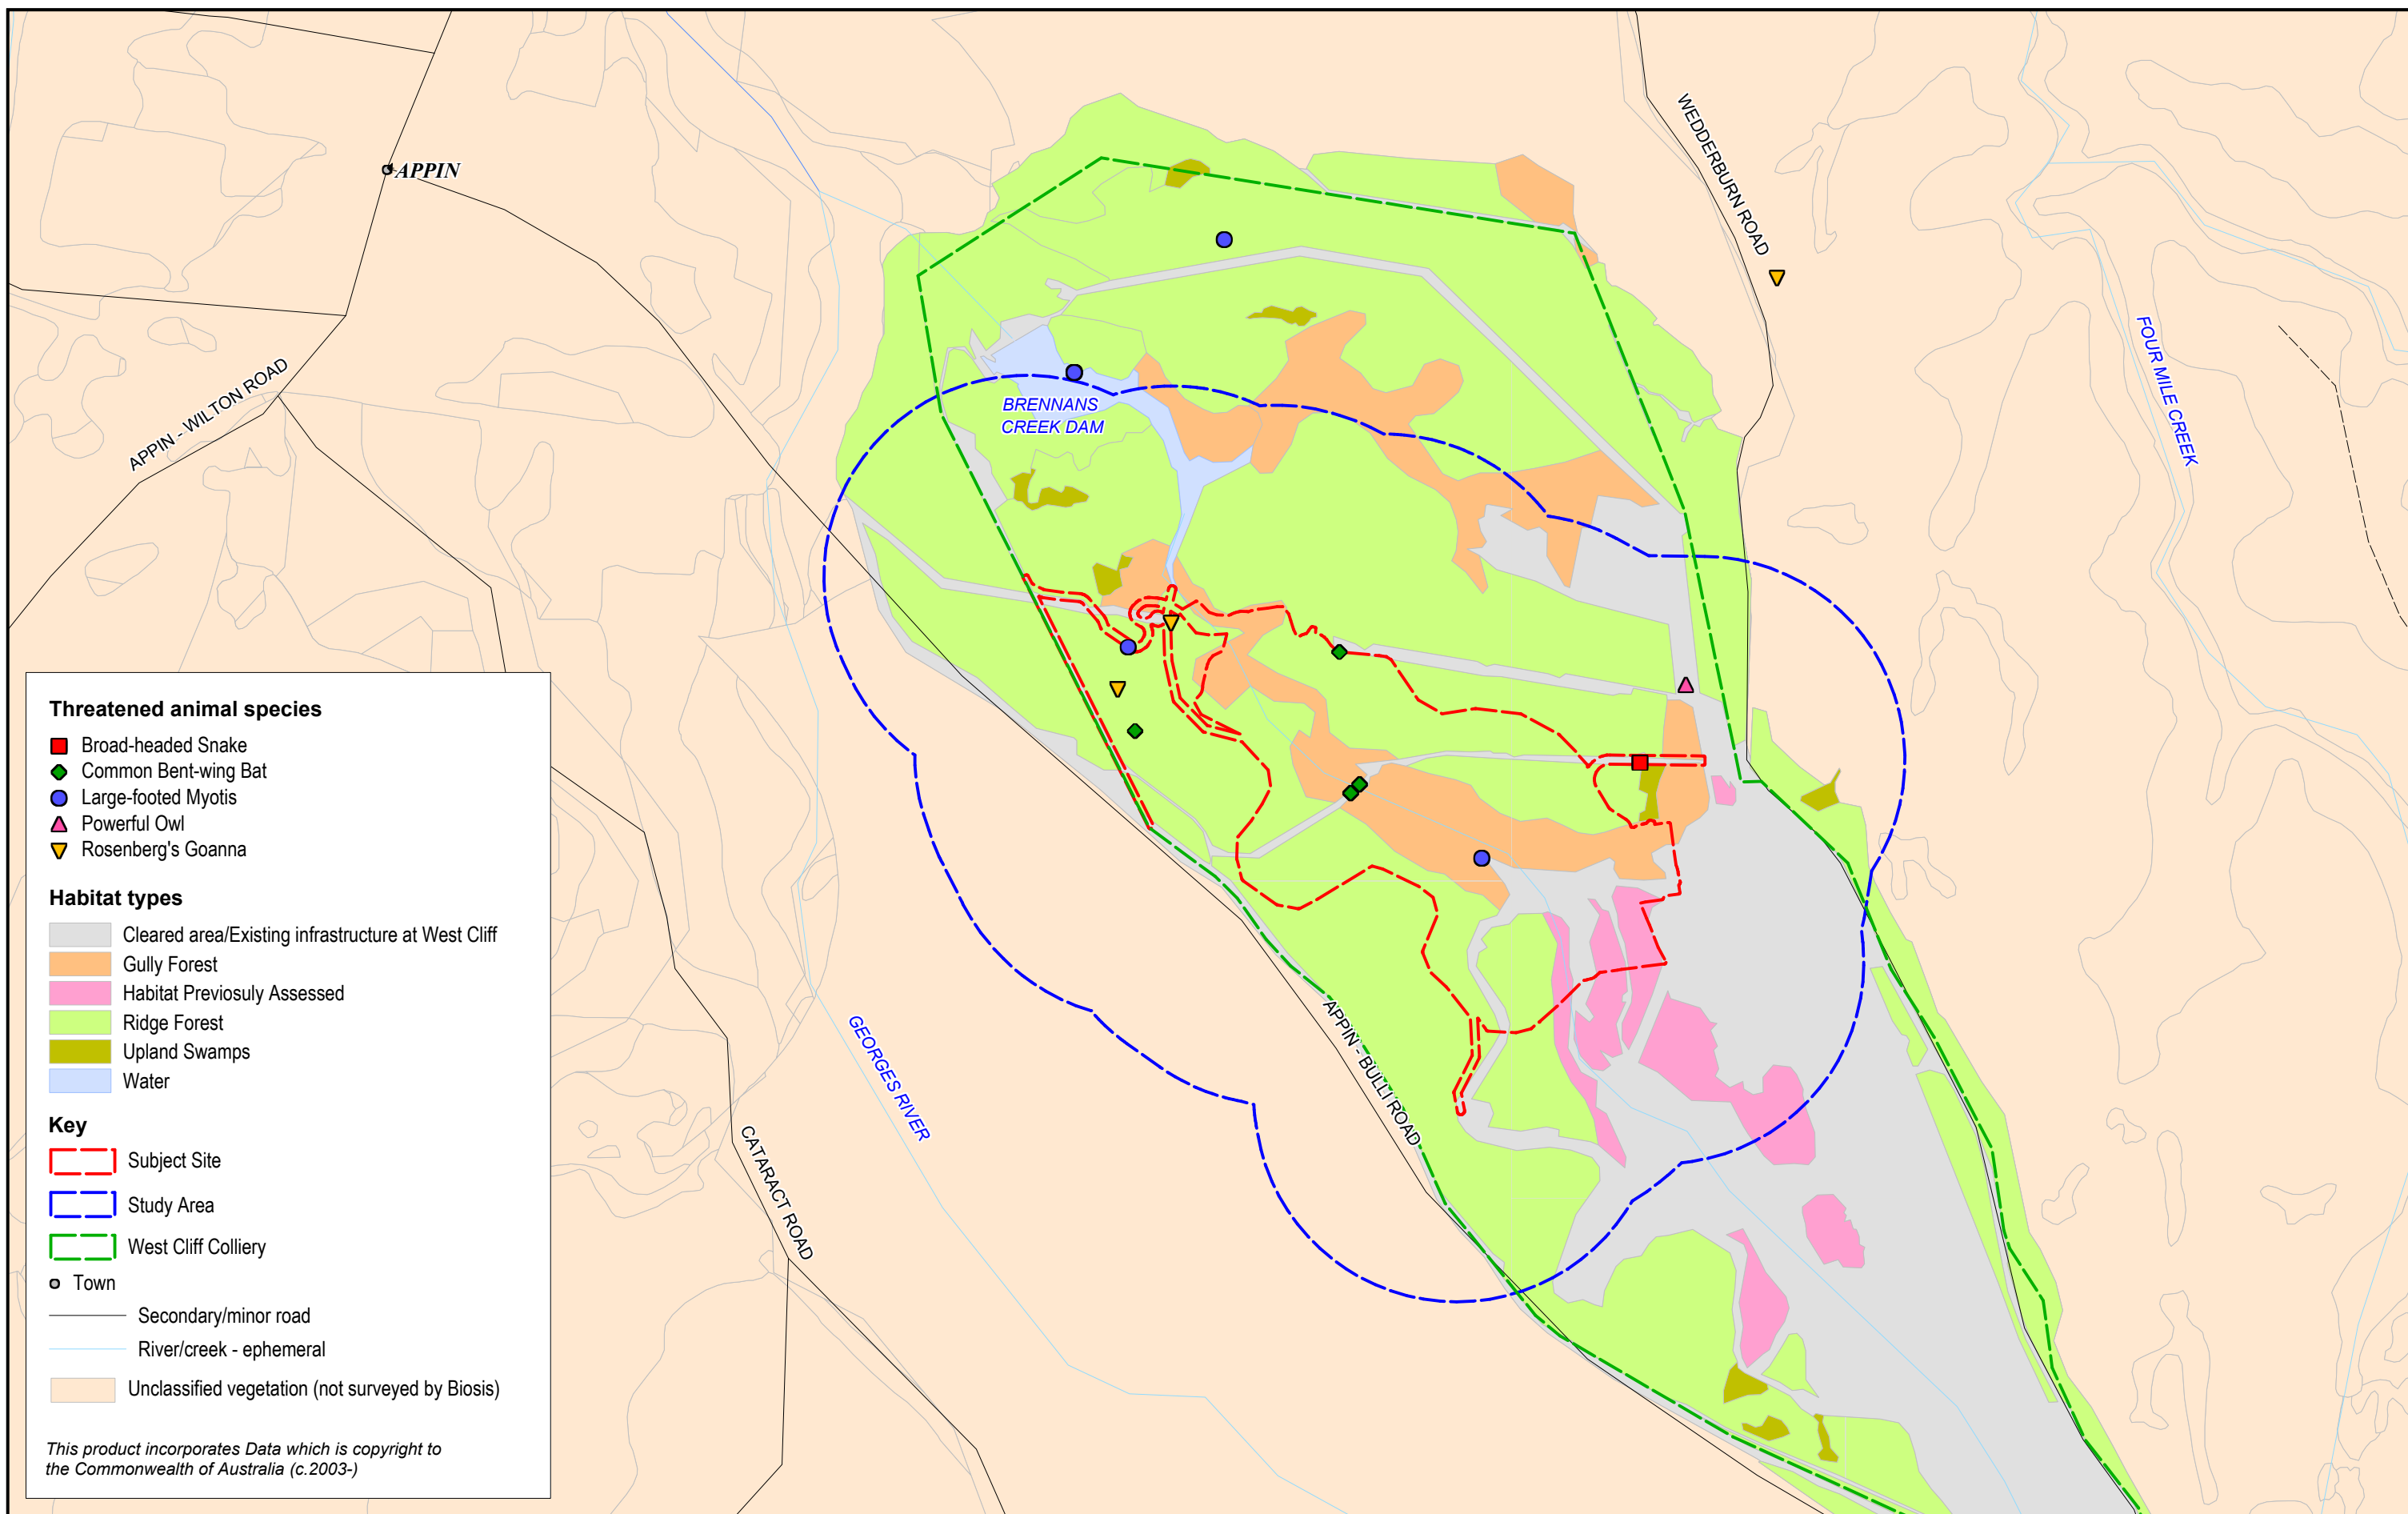 APPIN
WEDDERBURN ROAD
FOUR MILE CREEK
APPIN - WILTON ROAD
BRENNANS
CREEK DAM
GEORGES RIVER
APPIN - BULLI ROAD
CATARACT ROAD
Threatened animal species
Broad-headed Snake
Common Bent-wing Bat
Large-footed Myotis
Powerful Owl
Rosenberg's Goanna
Habitat types
Cleared area/Existing infrastructure at West Cliff
Gully Forest
Habitat Previosuly Assessed
Ridge Forest
Upland Swamps
Water
Key
Subject Site
Study Area
West Cliff Colliery
Town
Secondary/minor road
River/creek - ephemeral
Unclassified vegetation (not surveyed by Biosis)
This product incorporates Data which is copyright to
the Commonwealth of Australia (c.2003-)